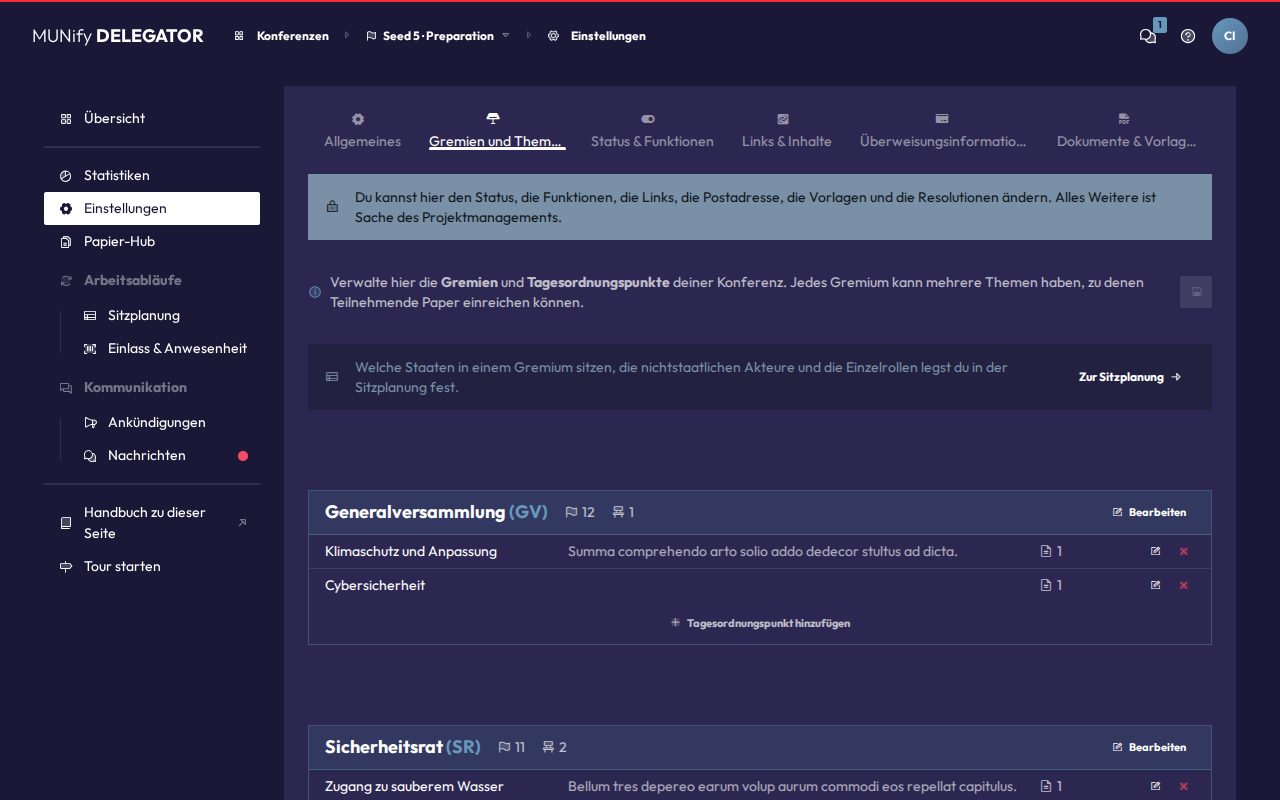 MUNify DELEGATOR
Konferenzen
Seed 5 · Preparation
Einstellungen
1
CI
Übersicht
Statistiken
Einstellungen
Papier-Hub
Arbeitsabläufe
Sitzplanung
Einlass & Anwesenheit
Kommunikation
Ankündigungen
Nachrichten
Handbuch zu dieser
Seite
Tour starten
Allgemeines
Gremien und Them...
Status & Funktionen
Links & Inhalte
Überweisungsinformatio...
Dokumente & Vorlag...
Du kannst hier den Status, die Funktionen, die Links, die Postadresse, die Vorlagen und die Resolutionen ändern. Alles Weitere ist
Sache des Projektmanagements.
Verwalte hier die Gremien und Tagesordnungspunkte deiner Konferenz. Jedes Gremium kann mehrere Themen haben, zu denen
Teilnehmende Paper einreichen können.
Welche Staaten in einem Gremium sitzen, die nichtstaatlichen Akteure und die Einzelrollen legst du in der
Sitzplanung fest.
Zur Sitzplanung
Generalversammlung (GV) 12 1
Bearbeiten
Klimaschutz und Anpassung
Summa comprehendo arto solio addo dedecor stultus ad dicta.
1
Cybersicherheit
1
Tagesordnungspunkt hinzufügen
Sicherheitsrat (SR) 11 2
Bearbeiten
Zugang zu sauberem Wasser
Bellum tres depereo earum volup aurum commodi eos repellat capitulus.
1